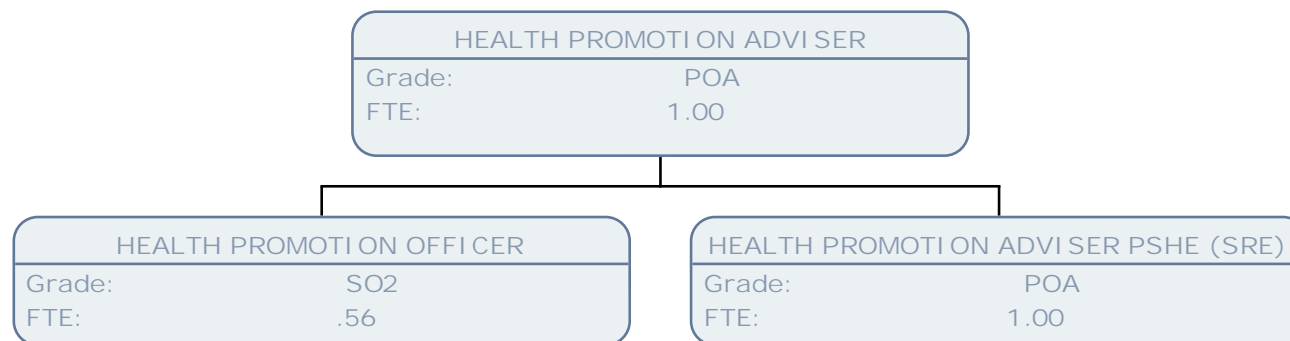 HEALTH PROMOTION ADVISER
Grade: POA
FTE: 1.00
HEALTH PROMOTION OFFICER
Grade: SO2
FTE: .56
HEALTH PROMOTION ADVISER PSHE (SRE)
Grade: POA
FTE: 1.00